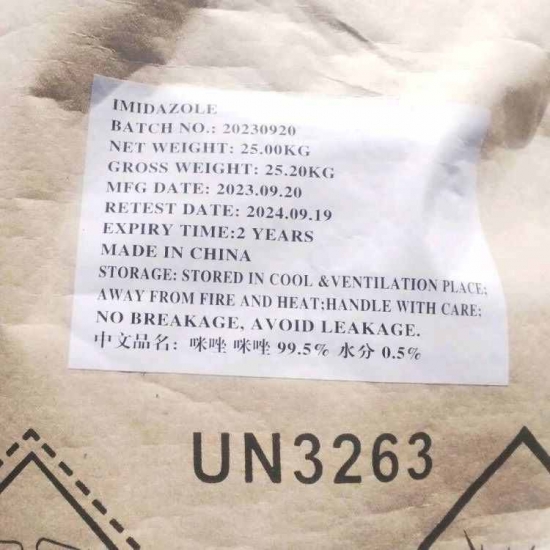 IMIDAZOLE
BATCH NO.: 20230920
NET WEIGHT: 25.00KG
GROSS WEIGHT: 25.20KG
MFG DATE: 2023.09.20
RETEST DATE: 2024.09.19
EXPIRY TIME:2 YEARS
MADE IN CHINA
STORAGE: STORED IN COOL &VENTILATION PLACE;
AWAY FROM FIRE AND HEAT;HANDLE WITH CARE;
NO BREAKAGE, AVOID LEAKAGE.
中文品名：咪唑 咪唑 99.5% 水分 0.5%
UN3263